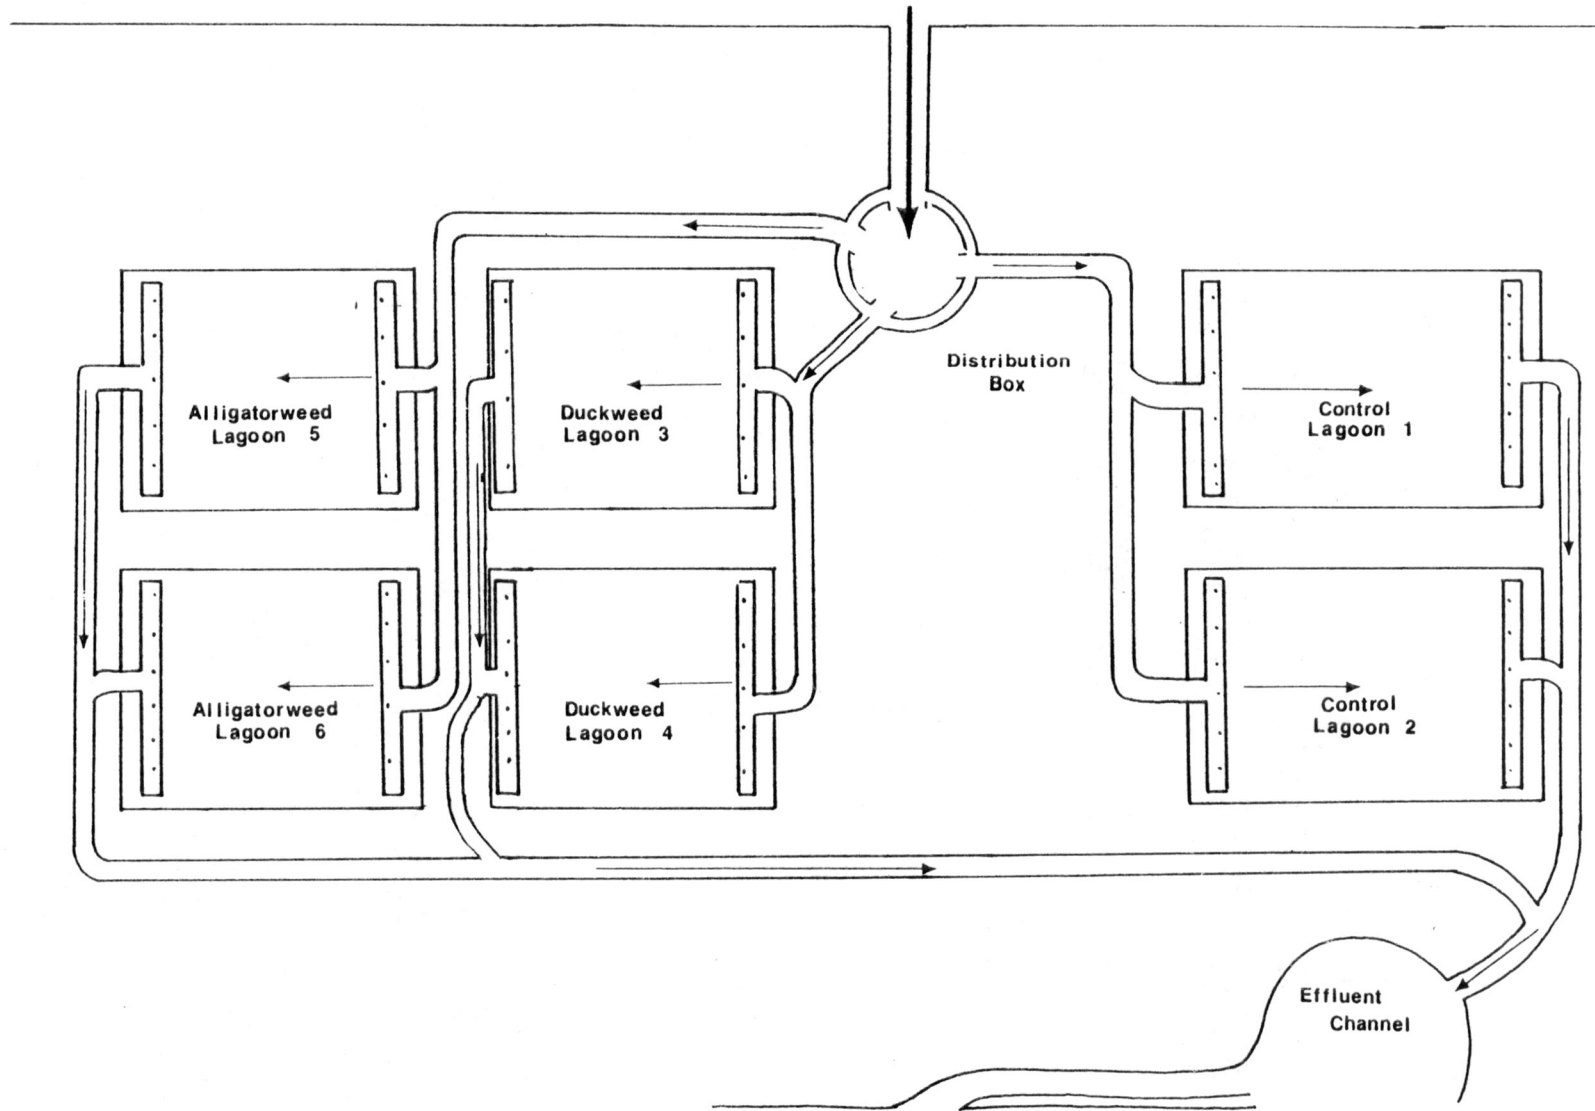 Distribution
Box
Alligatorweed
Lagoon 5
Duckweed
Lagoon 3
Control
Lagoon 1
Alligatorweed
Lagoon 6
Duckweed
Lagoon 4
Control
Lagoon 2
Effluent
Channel